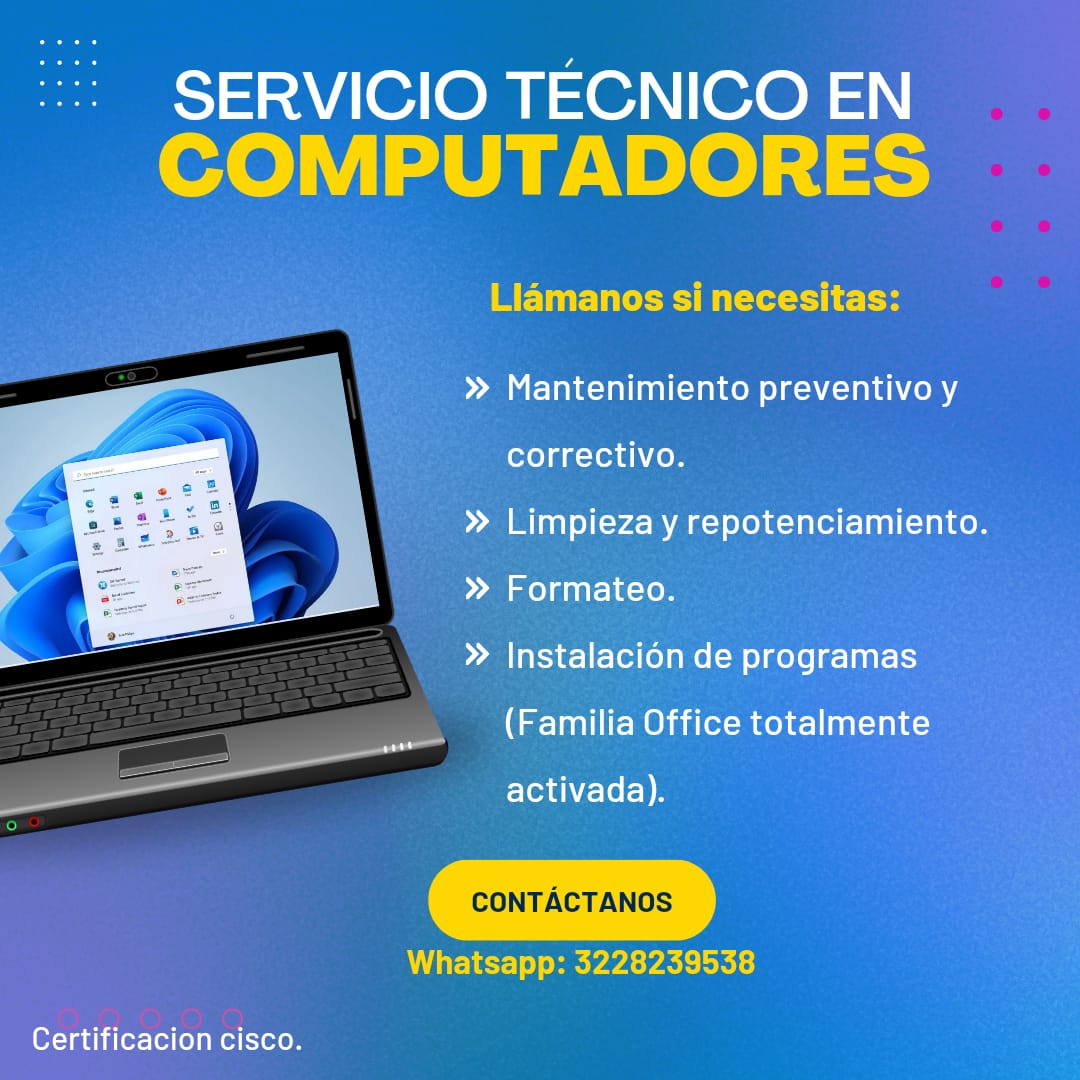 SERVICIO TÉCNICO EN
COMPUTADORES
Llámanos si necesitas:
» Mantenimiento preventivo y
correctivo.
» Limpieza y repotenciamiento.
» Formateo.
» Instalación de programas
(Familia Office totalmente
activada).
CONTÁCTANOS
Whatsapp: 3228239538
Certificacion cisco.